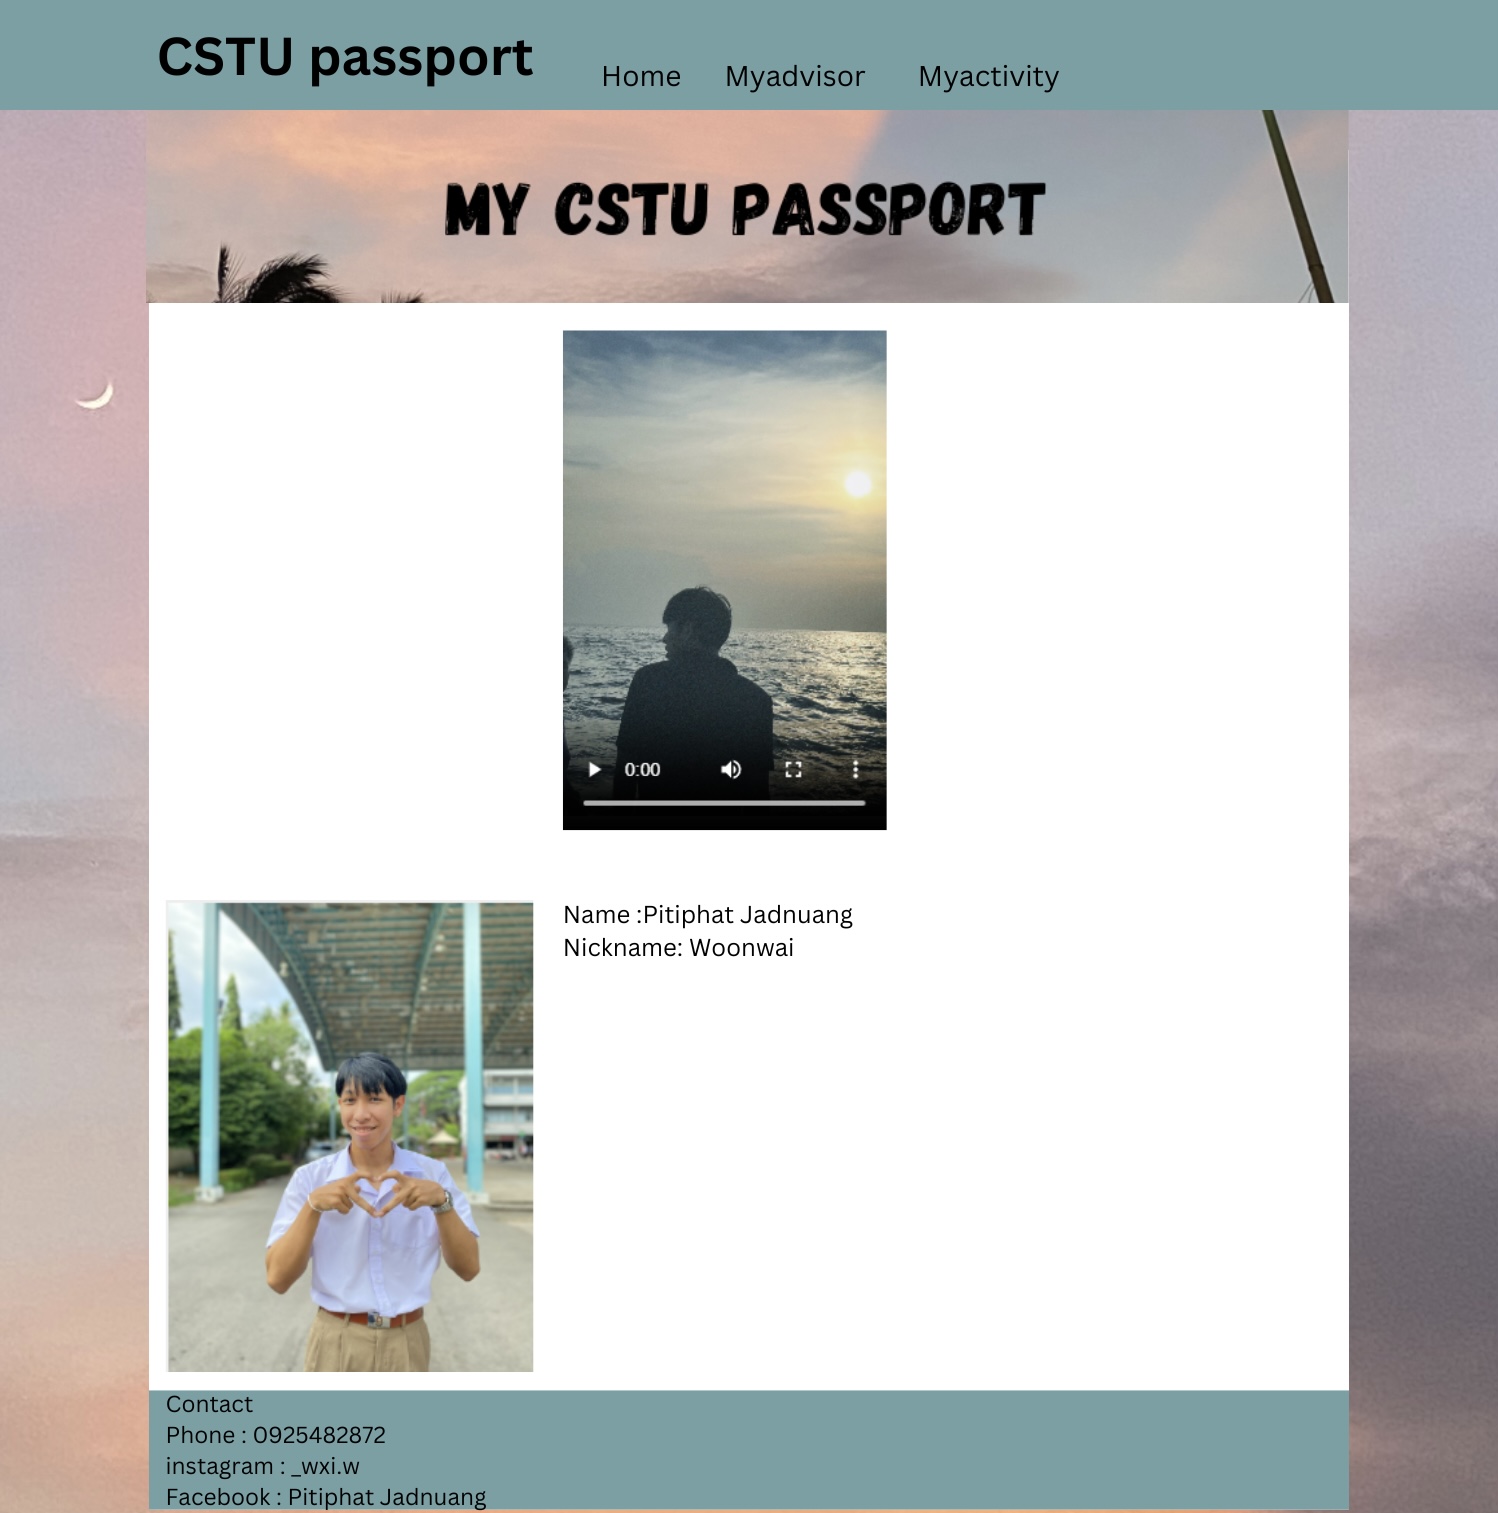 CSTU passport
Home Myadvisor Myactivity
MY CSTU PASSPORT
0:00
Name :Pitiphat Jadnuang
Nickname: Woonwai
Contact
Phone : 0925482872
instagram : _wxi.w
Facebook : Pitiphat Jadnuang